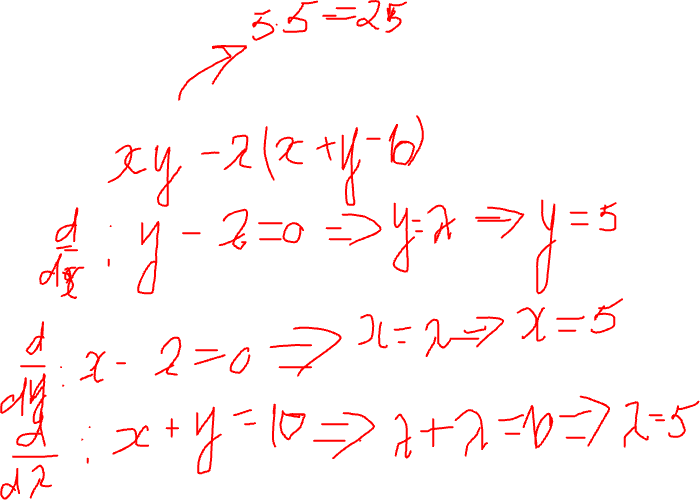 5.5=25
xy-λ(x+y-10)
d/dx: y-λ=0 ⇒ y=λ ⇒ y=5
d/dy: x-λ=0 ⇒ x=λ ⇒ x=5
d/dλ: x+y=10 ⇒ λ+λ=10 ⇒ λ=5